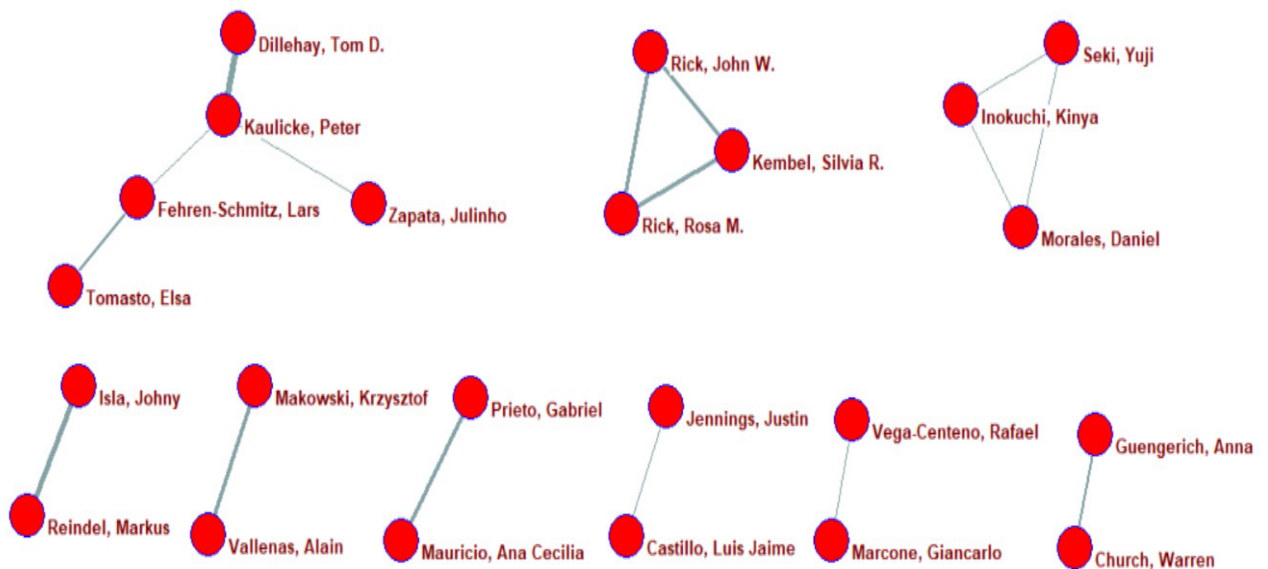 Dillehay, Tom D.
Kaulicke, Peter
Fehren-Schmitz, Lars
Zapata, Julinho
Tomasto, Elsa
Rick, John W.
Kembel, Silvia R.
Rick, Rosa M.
Seki, Yuji
Inokuchi, Kinya
Morales, Daniel
Isla, Johny
Reindel, Markus
Makowski, Krzysztof
Vallenas, Alain
Prieto, Gabriel
Mauricio, Ana Cecilia
Jennings, Justin
Castillo, Luis Jaime
Vega-Centeno, Rafael
Marcone, Giancarlo
Guengerich, Anna
Church, Warren